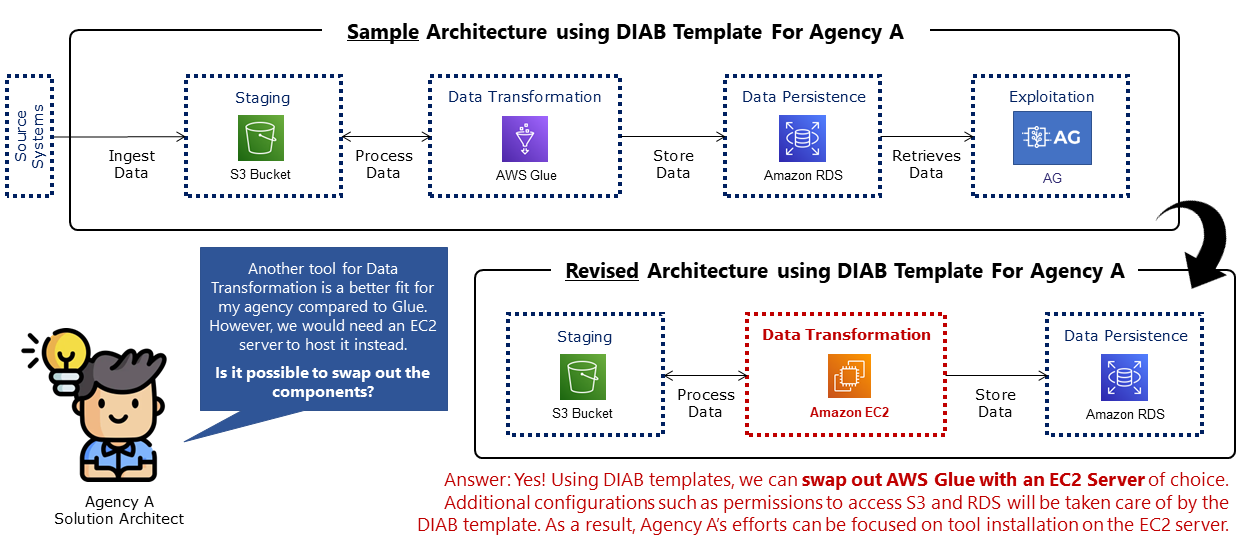 Sample Architecture using DIAB Template For Agency A
Source
Systems
Ingest
Data
Staging
S3 Bucket
Process
Data
Data Transformation
AWS Glue
Store
Data
Data Persistence
Amazon RDS
Retrieves
Data
Exploitation
AG
AG
Another tool for Data
Transformation is a better fit for
my agency compared to Glue.
However, we would need an EC2
server to host it instead.
Is it possible to swap out the
components?
Agency A
Solution Architect
Revised Architecture using DIAB Template For Agency A
Staging
S3 Bucket
Process
Data
Data Transformation
Amazon EC2
Store
Data
Data Persistence
Amazon RDS
Answer: Yes! Using DIAB templates, we can swap out AWS Glue with an EC2 Server of choice.
Additional configurations such as permissions to access S3 and RDS will be taken care of by the
DIAB template. As a result, Agency A’s efforts can be focused on tool installation on the EC2 server.